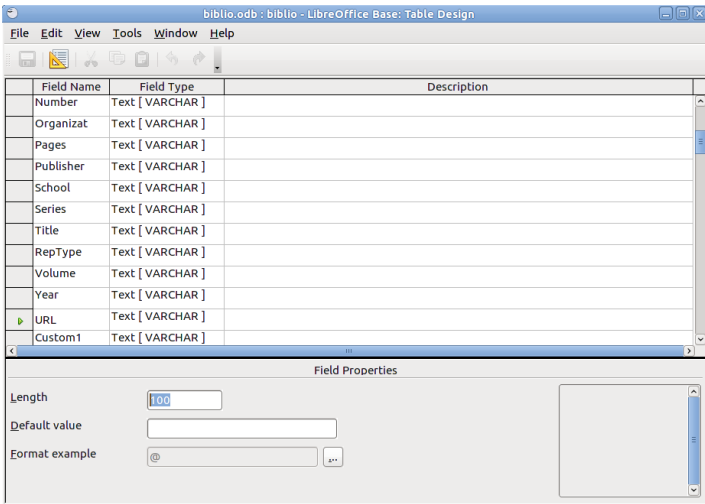 biblio.odb : biblio - LibreOffice Base: Table Design
File Edit View Tools Window Help
Field Name Field Type Description
Number Text [ VARCHAR ]
Organizat Text [ VARCHAR ]
Pages Text [ VARCHAR ]
Publisher Text [ VARCHAR ]
School Text [ VARCHAR ]
Series Text [ VARCHAR ]
Title Text [ VARCHAR ]
RepType Text [ VARCHAR ]
Volume Text [ VARCHAR ]
Year Text [ VARCHAR ]
URL Text [ VARCHAR ]
Custom1 Text [ VARCHAR ]
Field Properties
Length 100
Default value
Format example @ ...